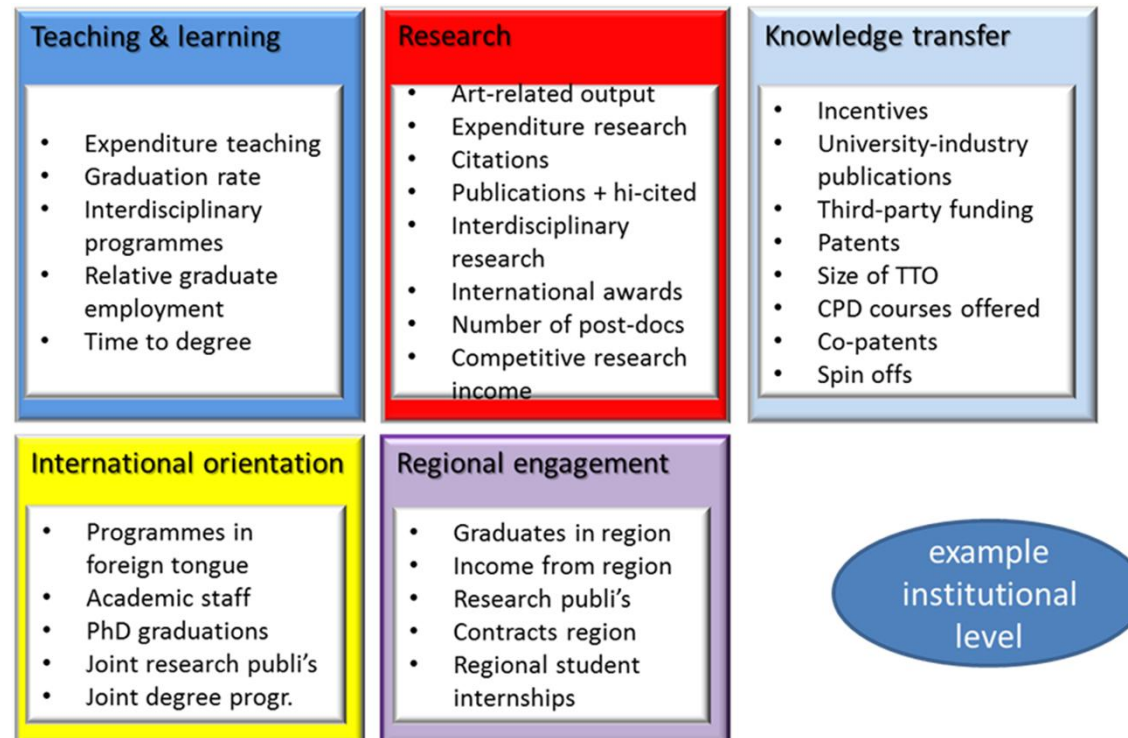 Teaching & learning
• Expenditure teaching
• Graduation rate
• Interdisciplinary
programmes
• Relative graduate
employment
• Time to degree
Research
• Art-related output
• Expenditure research
• Citations
• Publications + hi-cited
• Interdisciplinary
research
• International awards
• Number of post-docs
• Competitive research
income
Knowledge transfer
• Incentives
• University-industry
publications
• Third-party funding
• Patents
• Size of TTO
• CPD courses offered
• Co-patents
• Spin offs
International orientation
• Programmes in
foreign tongue
• Academic staff
• PhD graduations
• Joint research publi’s
• Joint degree progr.
Regional engagement
• Graduates in region
• Income from region
• Research publi’s
• Contracts region
• Regional student
internships
example
institutional
level